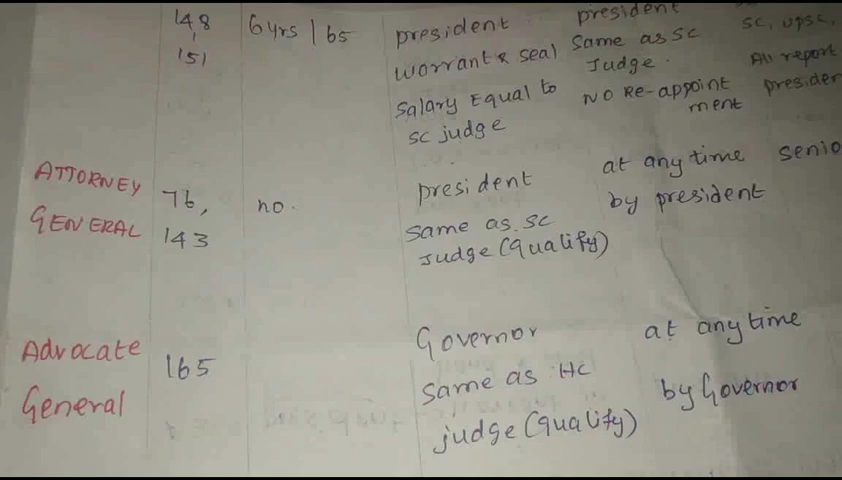 148 6yrs / 65 president president SC, UPSC,
,
151 warrant & seal same as SC
Judge. All report
salary Equal to NO Re-appoint
SC judge ment presiden
ATTORNEY 76, no. president at any time senio
GENERAL 143 same as SC by president
Judge (Qualify)
Advocate 165 Governor at any time
General same as HC by Governor
judge (Qualify)